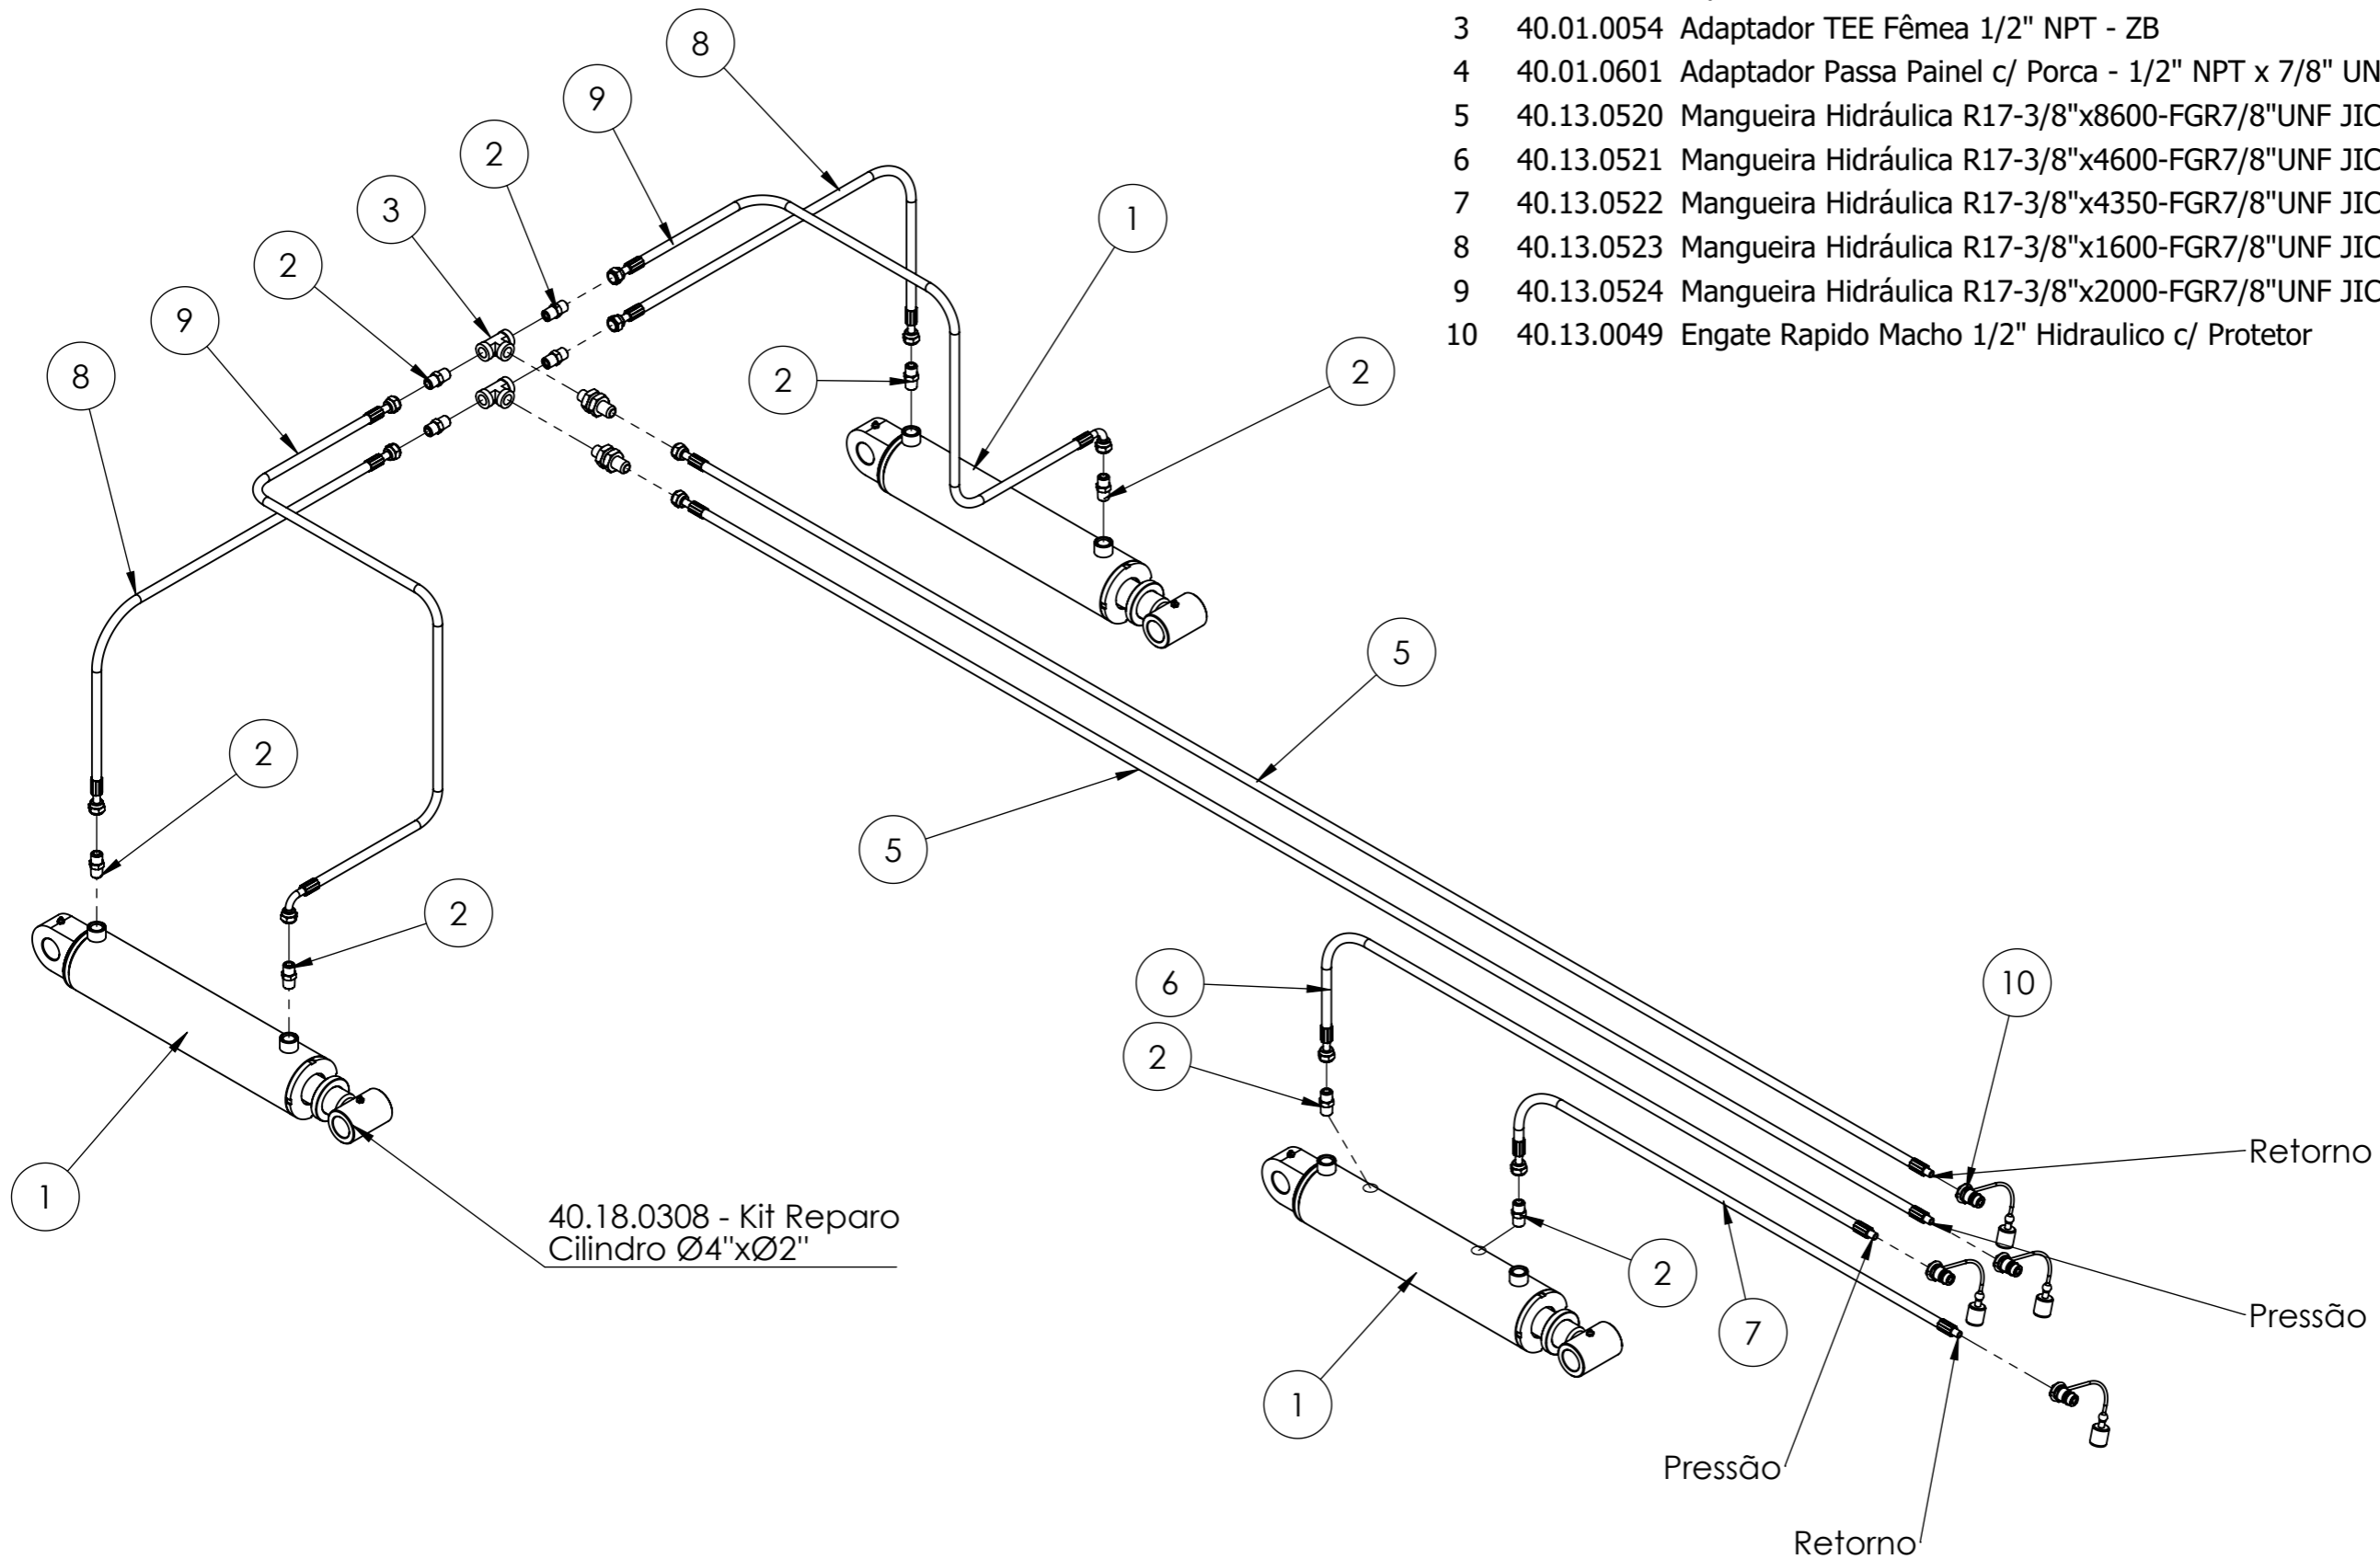 3 40.01.0054 Adaptador TEE Fêmea 1/2" NPT - ZB
4 40.01.0601 Adaptador Passa Painel c/ Porca - 1/2" NPT x 7/8" UN
5 40.13.0520 Mangueira Hidráulica R17-3/8"x8600-FGR7/8"UNF JIC
6 40.13.0521 Mangueira Hidráulica R17-3/8"x4600-FGR7/8"UNF JIC
7 40.13.0522 Mangueira Hidráulica R17-3/8"x4350-FGR7/8"UNF JIC
8 40.13.0523 Mangueira Hidráulica R17-3/8"x1600-FGR7/8"UNF JIC
9 40.13.0524 Mangueira Hidráulica R17-3/8"x2000-FGR7/8"UNF JIC
10 40.13.0049 Engate Rapido Macho 1/2" Hidraulico c/ Protetor
8
9
2
3
1
2
9
8
2
2
5
2
5
2
6
10
2
Retorno
1
40.18.0308 - Kit Reparo
Cilindro Ø4"xØ2"
2
Pressão
7
1
Pressão
Retorno